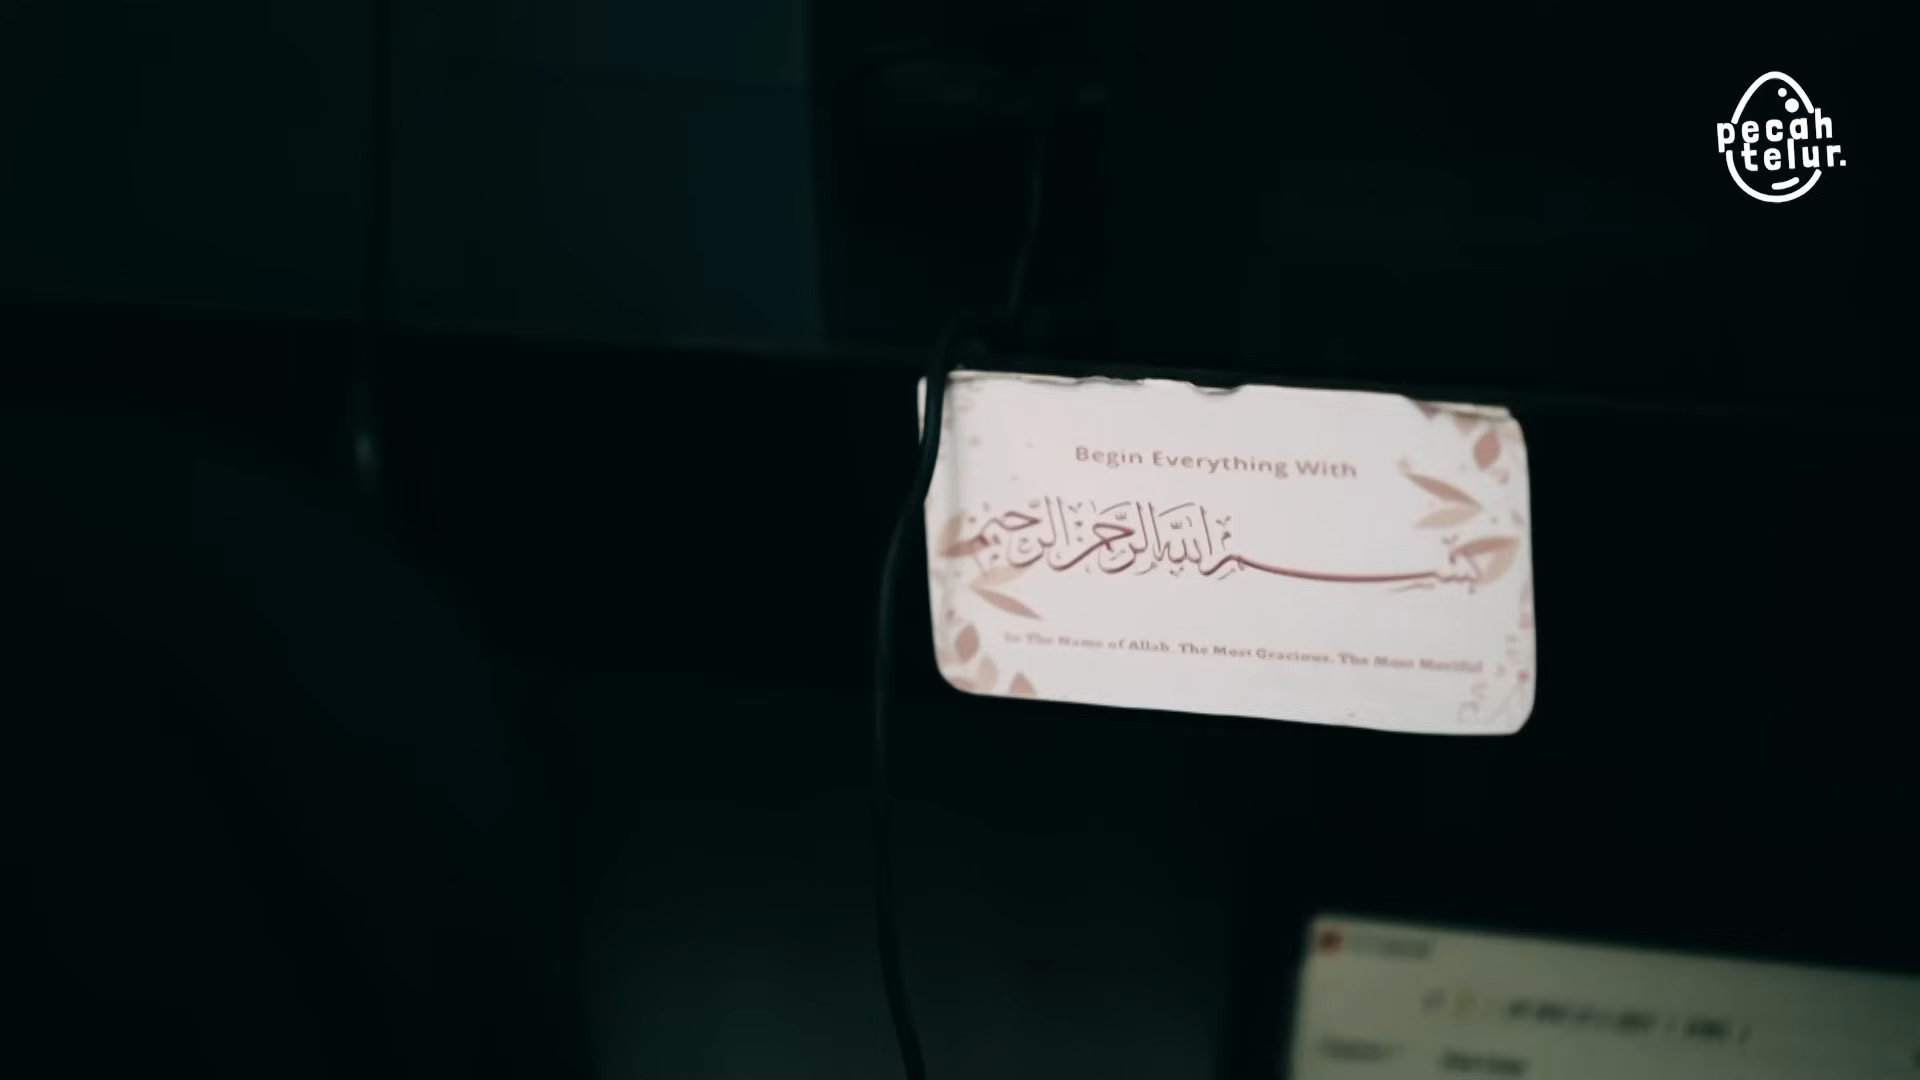 pecah
telur.
Begin Everything With
بسم الله الرحمن الرحيم
In The Name of Allah, The Most Gracious, The Most Merciful